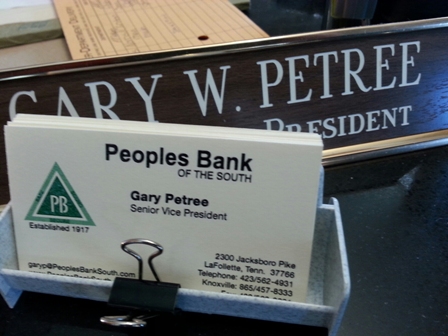 GARY W. PETREE
PRESIDENT
Peoples Bank
OF THE SOUTH
PB
Established 1917
Gary Petree
Senior Vice President
2300 Jacksboro Pike
LaFollette, Tenn. 37766
Telephone: 423/562-4931
Knoxville: 865/457-8333
garyp@PeoplesBankSouth.com